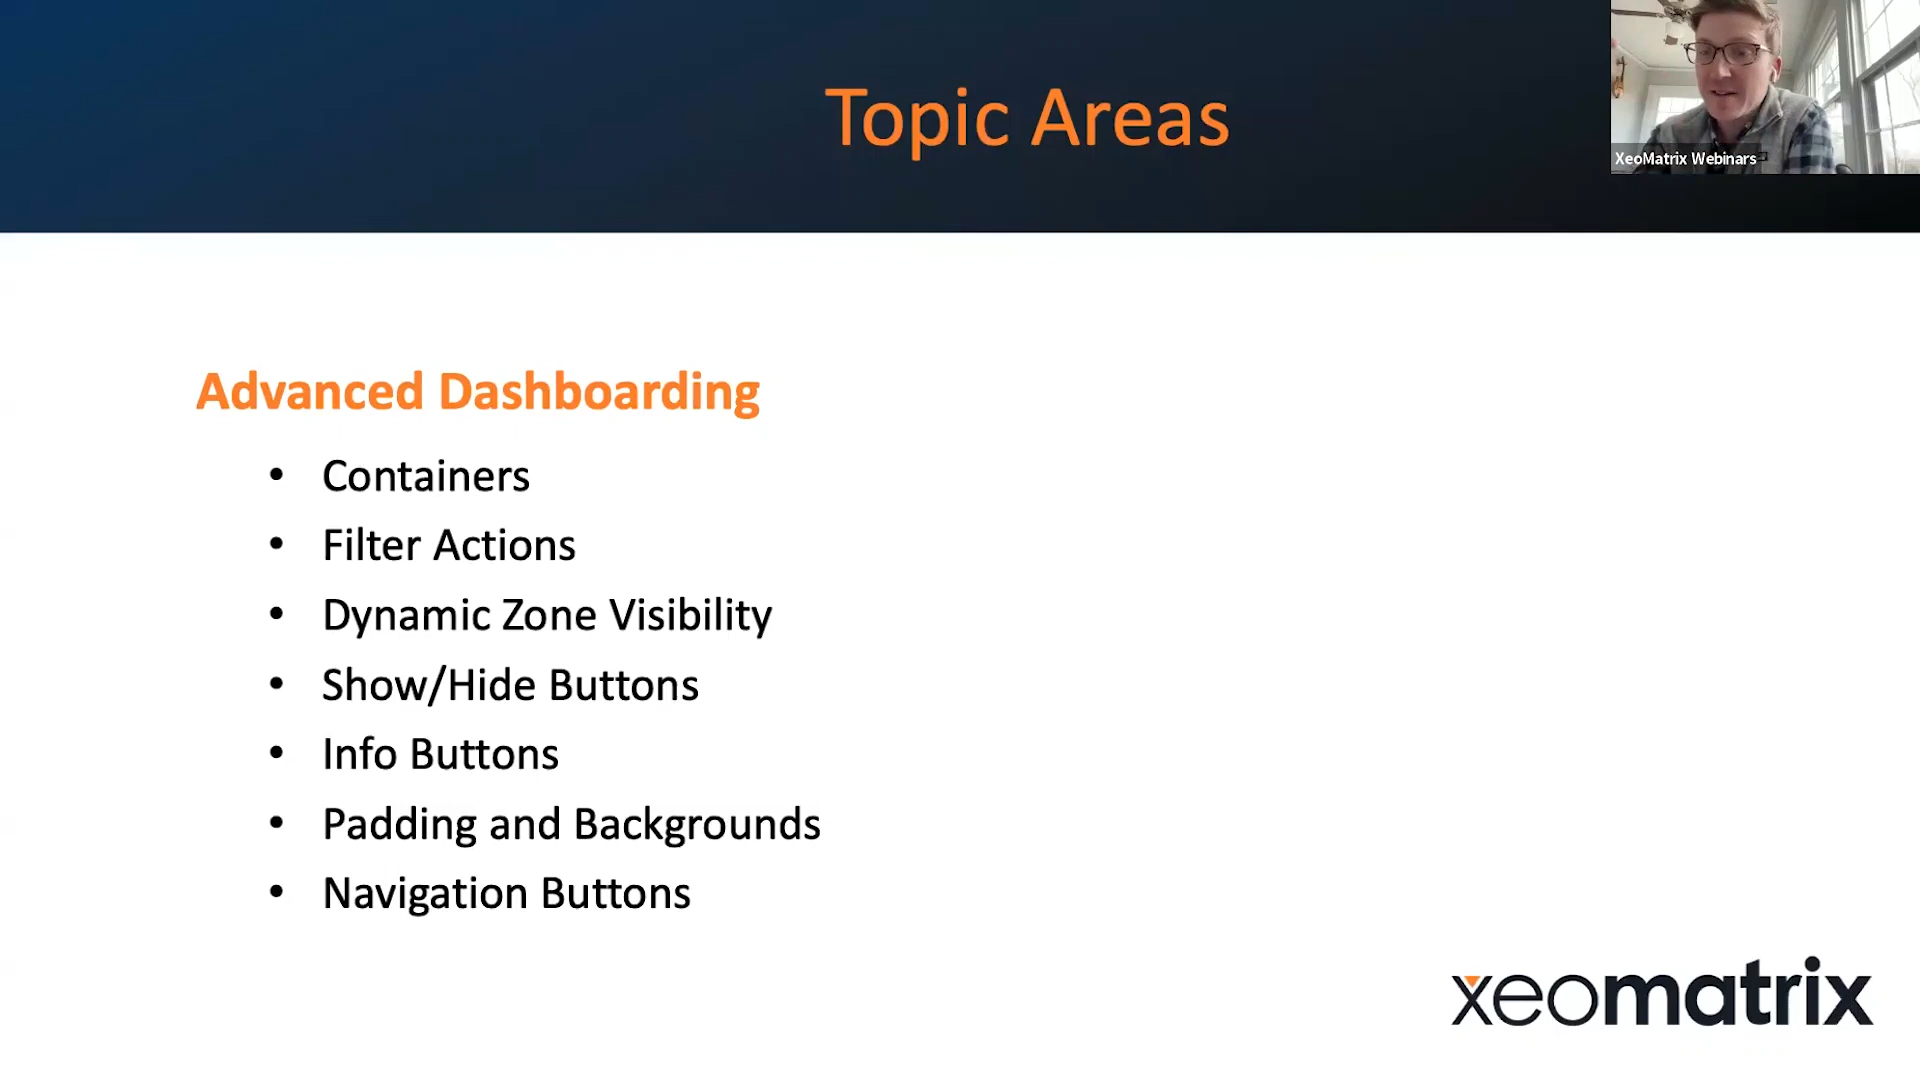 Topic Areas
XeoMatrix Webinars
Advanced Dashboarding
• Containers
• Filter Actions
• Dynamic Zone Visibility
• Show/Hide Buttons
• Info Buttons
• Padding and Backgrounds
• Navigation Buttons
xeomatrix